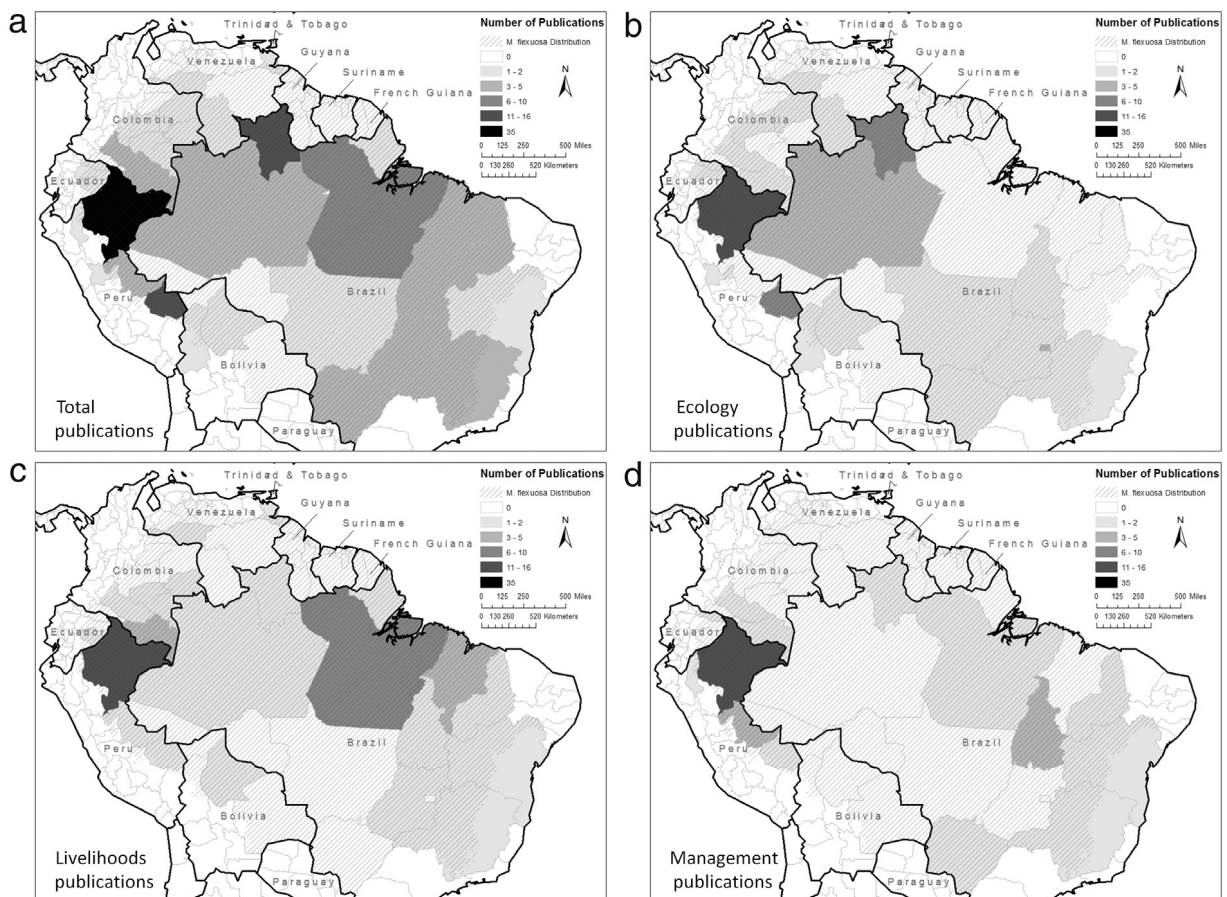 a
Trinidad & Tobago
Venezuela
Guyana
Suriname
French Guiana
Colombia
Ecuador
Peru
Brazil
Bolivia
Paraguay
Number of Publications
M. flexuosa Distribution
0
1 - 2
3 - 5
6 - 10
11 - 16
35
N
0 125 250 500 Miles
0 130 260 520 Kilometers
Total
publications
b
Trinidad & Tobago
Venezuela
Guyana
Suriname
French Guiana
Colombia
Ecuador
Peru
Brazil
Bolivia
Paraguay
Number of Publications
M. flexuosa Distribution
0
1 - 2
3 - 5
6 - 10
11 - 16
35
N
0 125 250 500 Miles
0 130 260 520 Kilometers
Ecology
publications
c
Trinidad & Tobago
Venezuela
Guyana
Suriname
French Guiana
Colombia
Ecuador
Peru
Brazil
Bolivia
Paraguay
Number of Publications
M. flexuosa Distribution
0
1 - 2
3 - 5
6 - 10
11 - 16
35
N
0 125 250 500 Miles
0 130 260 520 Kilometers
Livelihoods
publications
d
Trinidad & Tobago
Venezuela
Guyana
Suriname
French Guiana
Colombia
Ecuador
Peru
Brazil
Bolivia
Paraguay
Number of Publications
M. flexuosa Distribution
0
1 - 2
3 - 5
6 - 10
11 - 16
35
N
0 125 250 500 Miles
0 130 260 520 Kilometers
Management
publications